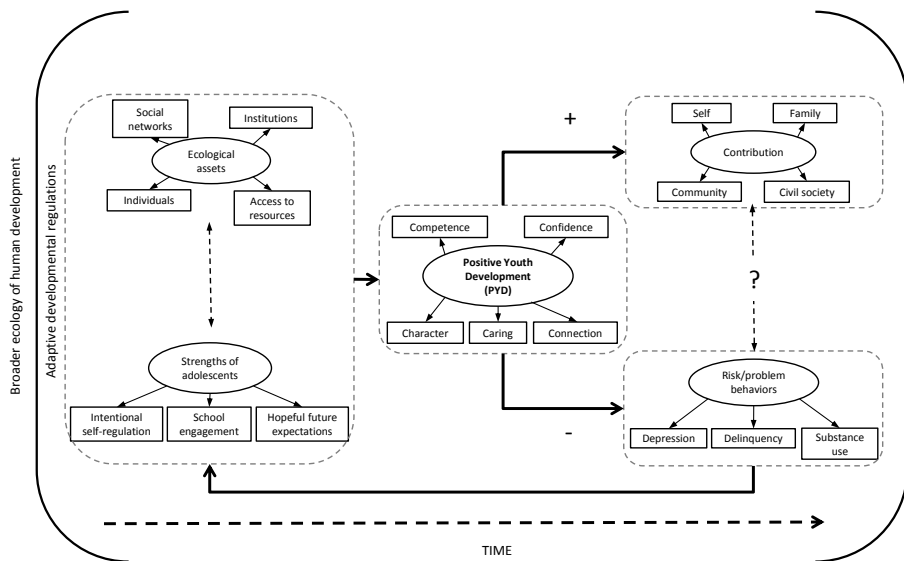 Broader ecology of human development
Adaptive developmental regulations
Social
networks
Institutions
Ecological
assets
Individuals
Access to
resources
Strengths of
adolescents
Intentional
self-regulation
School
engagement
Hopeful future
expectations
Competence
Confidence
Positive Youth
Development
(PYD)
Character
Caring
Connection
+
-
Self
Family
Contribution
Community
Civil society
?
Risk/problem
behaviors
Depression
Delinquency
Substance
use
TIME